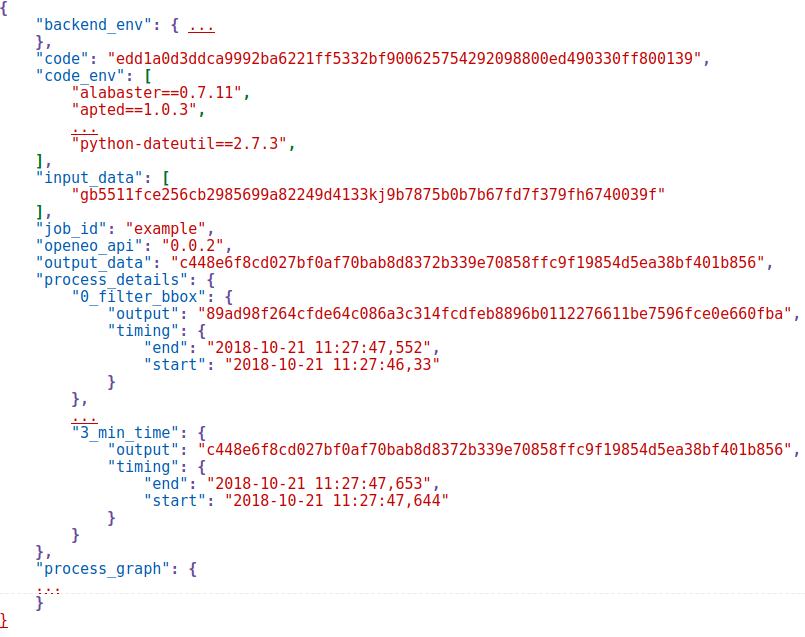 {
    "backend_env": { ...
    },
    "code": "edd1a0d3ddca9992ba6221ff5332bf900625754292098800ed490330ff800139",
    "code_env": [
        "alabaster==0.7.11",
        "apted==1.0.3",
        ...
        "python-dateutil==2.7.3",
    ],
    "input_data": [
        "gb5511fce256cb2985699a82249d4133kj9b7875b0b7b67fd7f379fh6740039f"
    ],
    "job_id": "example",
    "openeo_api": "0.0.2",
    "output_data": "c448e6f8cd027bf0af70bab8d8372b339e70858ffc9f19854d5ea38bf401b856",
    "process_details": {
        "0_filter_bbox": {
            "output": "89ad98f264cfde64c086a3c314fcdfeb8896b0112276611be7596fce0e660fba",
            "timing": {
                "end": "2018-10-21 11:27:47,552",
                "start": "2018-10-21 11:27:46,33"
            }
        },
        ...
        "3_min_time": {
            "output": "c448e6f8cd027bf0af70bab8d8372b339e70858ffc9f19854d5ea38bf401b856",
            "timing": {
                "end": "2018-10-21 11:27:47,653",
                "start": "2018-10-21 11:27:47,644"
            }
        }
    },
    "process_graph": {
    ...
    }
}